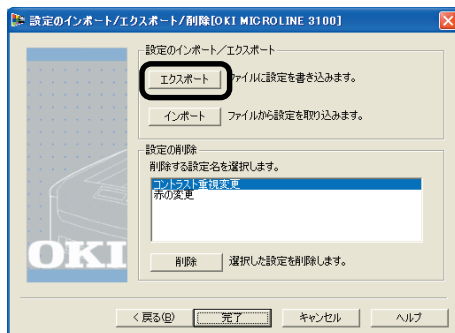 設定のインポート/エクスポート/削除[OKI MICROLINE 3100]
設定のインポート/エクスポート
エクスポート ファイルに設定を書き込みます。
インポート ファイルから設定を取り込みます。
設定の削除
削除する設定名を選択します。
コントラスト重視変更
赤の変更
OKI
削除 選択した設定を削除します。
< 戻る(B) 完了 キャンセル ヘルプ